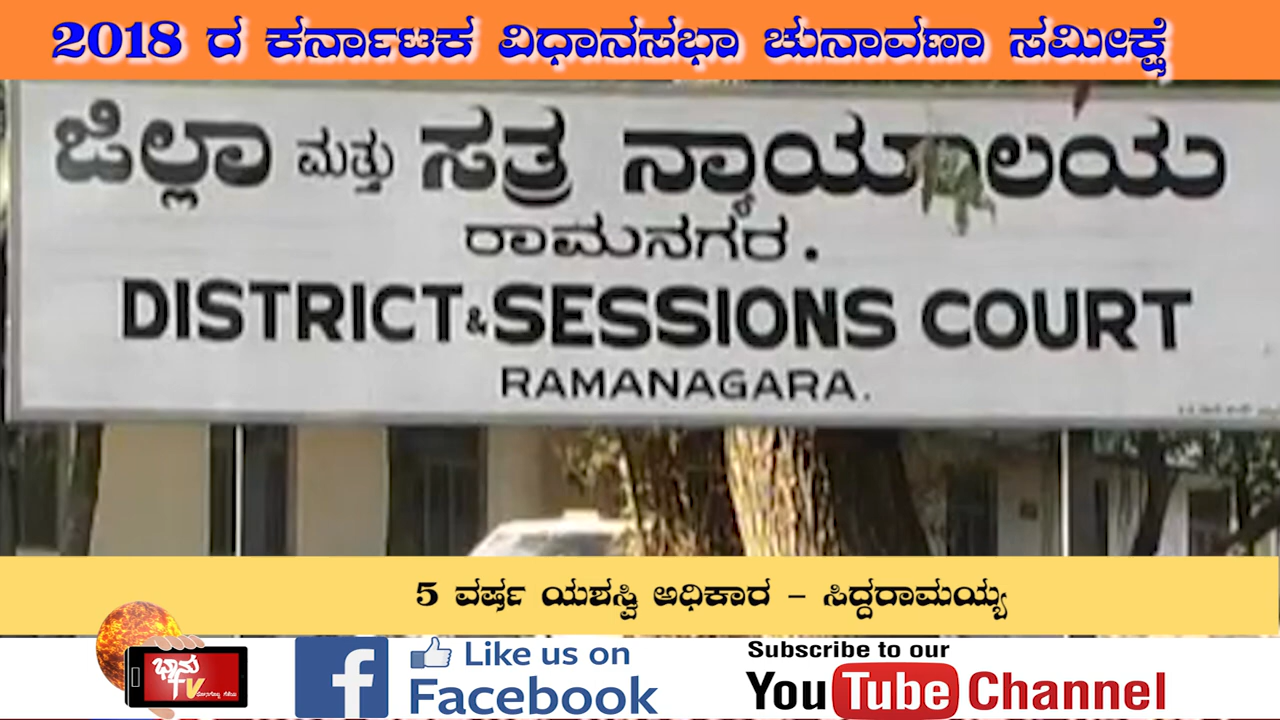 2018 ರ ಕರ್ನಾಟಕ ವಿಧಾನಸಭಾ ಚುನಾವಣಾ ಸಮೀಕ್ಷೆ
ಜಿಲ್ಲಾ ಮತ್ತು ಸತ್ರ ನ್ಯಾಯಾಲಯ
ರಾಮನಗರ.
DISTRICT & SESSIONS COURT
RAMANAGARA.
5 ವರ್ಷ ಯಶಸ್ವಿ ಅಧಿಕಾರ - ಸಿದ್ದರಾಮಯ್ಯ
ಭಾನು
TV
Like us on
Facebook
Subscribe to our
YouTube Channel